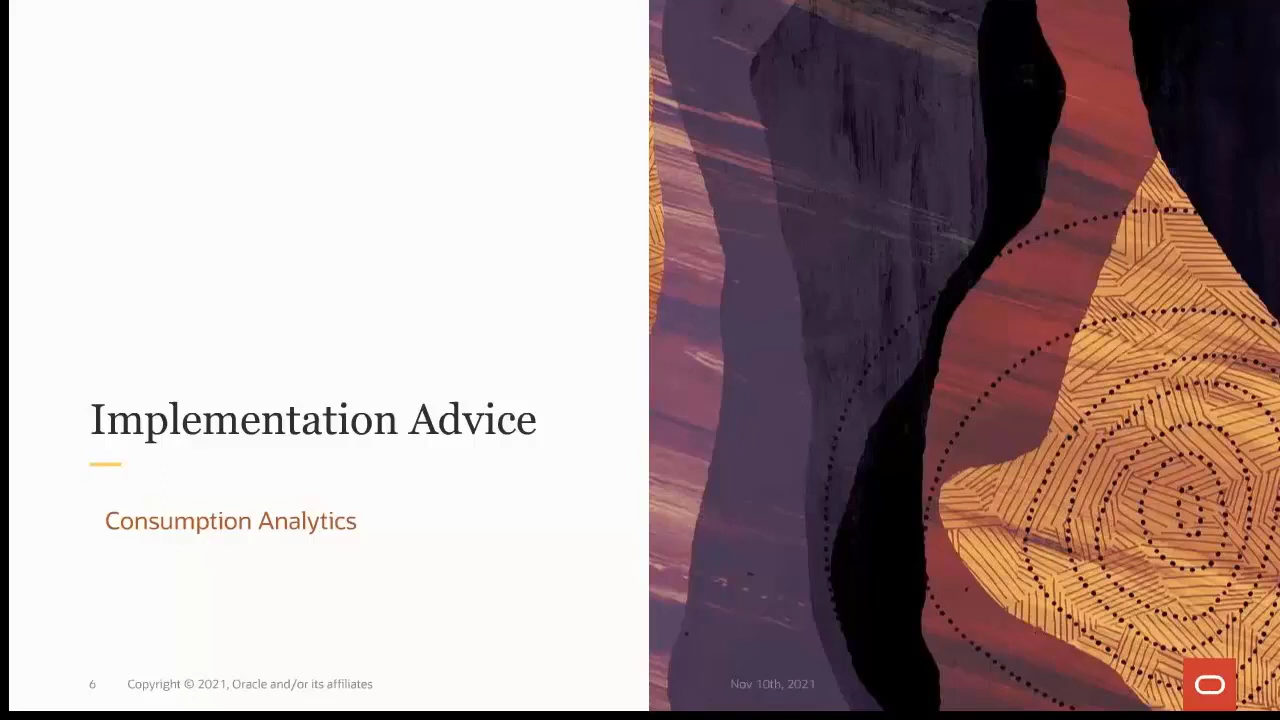 Implementation Advice
Consumption Analytics
6 Copyright © 2021, Oracle and/or its affiliates Nov 10th, 2021